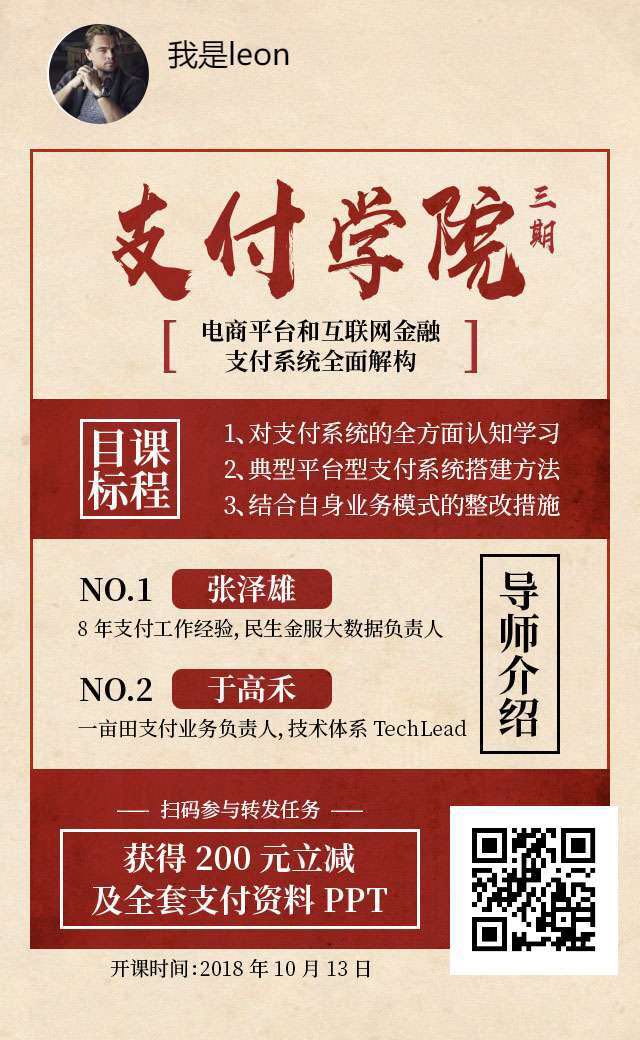 我是leon
支付学院
三期
电商平台和互联网金融
支付系统全面解构
课程目标
1、对支付系统的全方面认知学习
2、典型平台型支付系统搭建方法
3、结合自身业务模式的整改措施
导师介绍
NO.1 张泽雄
8 年支付工作经验, 民生金服大数据负责人
NO.2 于高禾
一亩田支付业务负责人, 技术体系 TechLead
扫码参与转发任务
获得 200 元立减
及全套支付资料 PPT
开课时间:2018 年 10 月 13 日